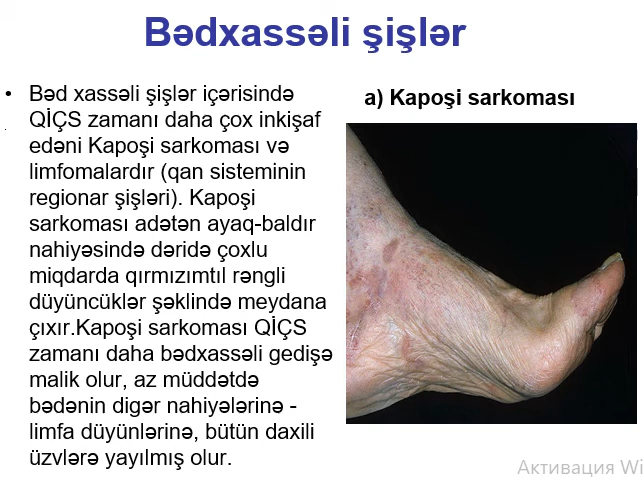 Bədxassəli şişlər
• Bəd xassəli şişlər içərisində
QİÇS zamanı daha çox inkişaf
edəni Kapoşi sarkoması və
limfomalardır (qan sisteminin
regionar şişləri). Kapoşi
sarkoması adətən ayaq-baldır
nahiyəsində dəridə çoxlu
miqdarda qırmızımtıl rəngli
düyüncüklər şəklində meydana
çıxır.Kapoşi sarkoması QİÇS
zamanı daha bədxassəli gedişə
malik olur, az müddətdə
bədənin digər nahiyələrinə -
limfa düyünlərinə, bütün daxili
üzvlərə yayılmış olur.
a) Kapoşi sarkoması
Активация Wi